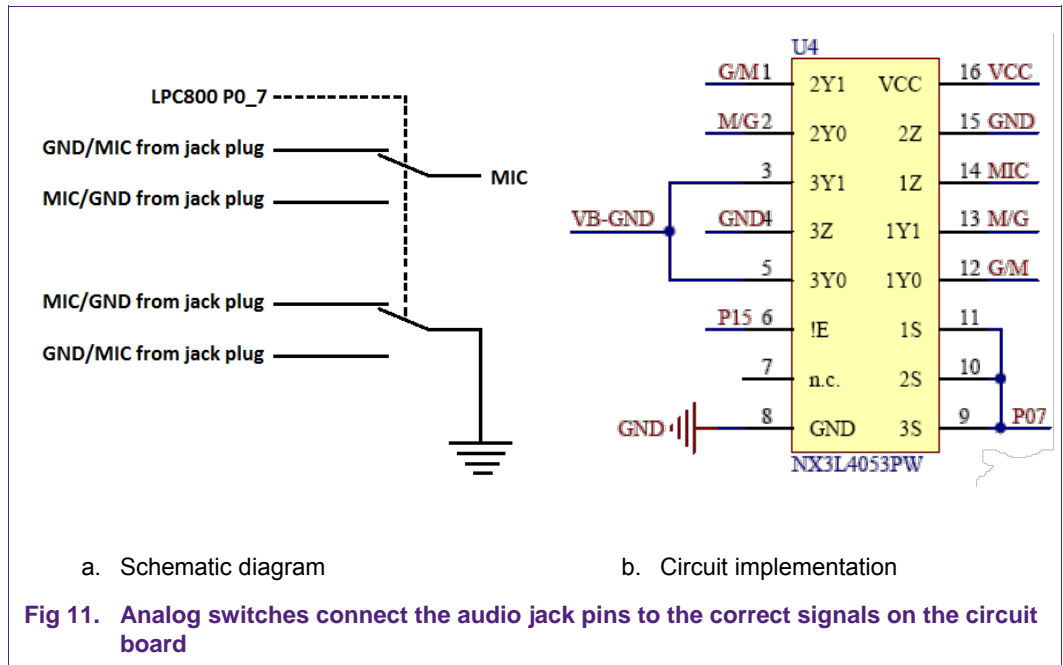 LPC800 P0_7
GND/MIC from jack plug
MIC
MIC/GND from jack plug
MIC/GND from jack plug
GND/MIC from jack plug
U4
G/M 1 2Y1 VCC 16 VCC
M/G 2 2Y0 2Z 15 GND
3 3Y1 1Z 14 MIC
VB-GND GND 4 3Z 1Y1 13 M/G
5 3Y0 1Y0 12 G/M
P15 6 !E 1S 11
7 n.c. 2S 10
GND 8 GND 3S 9 P07
NX3L4053PW
a. Schematic diagram
b. Circuit implementation
Fig 11. Analog switches connect the audio jack pins to the correct signals on the circuit
board